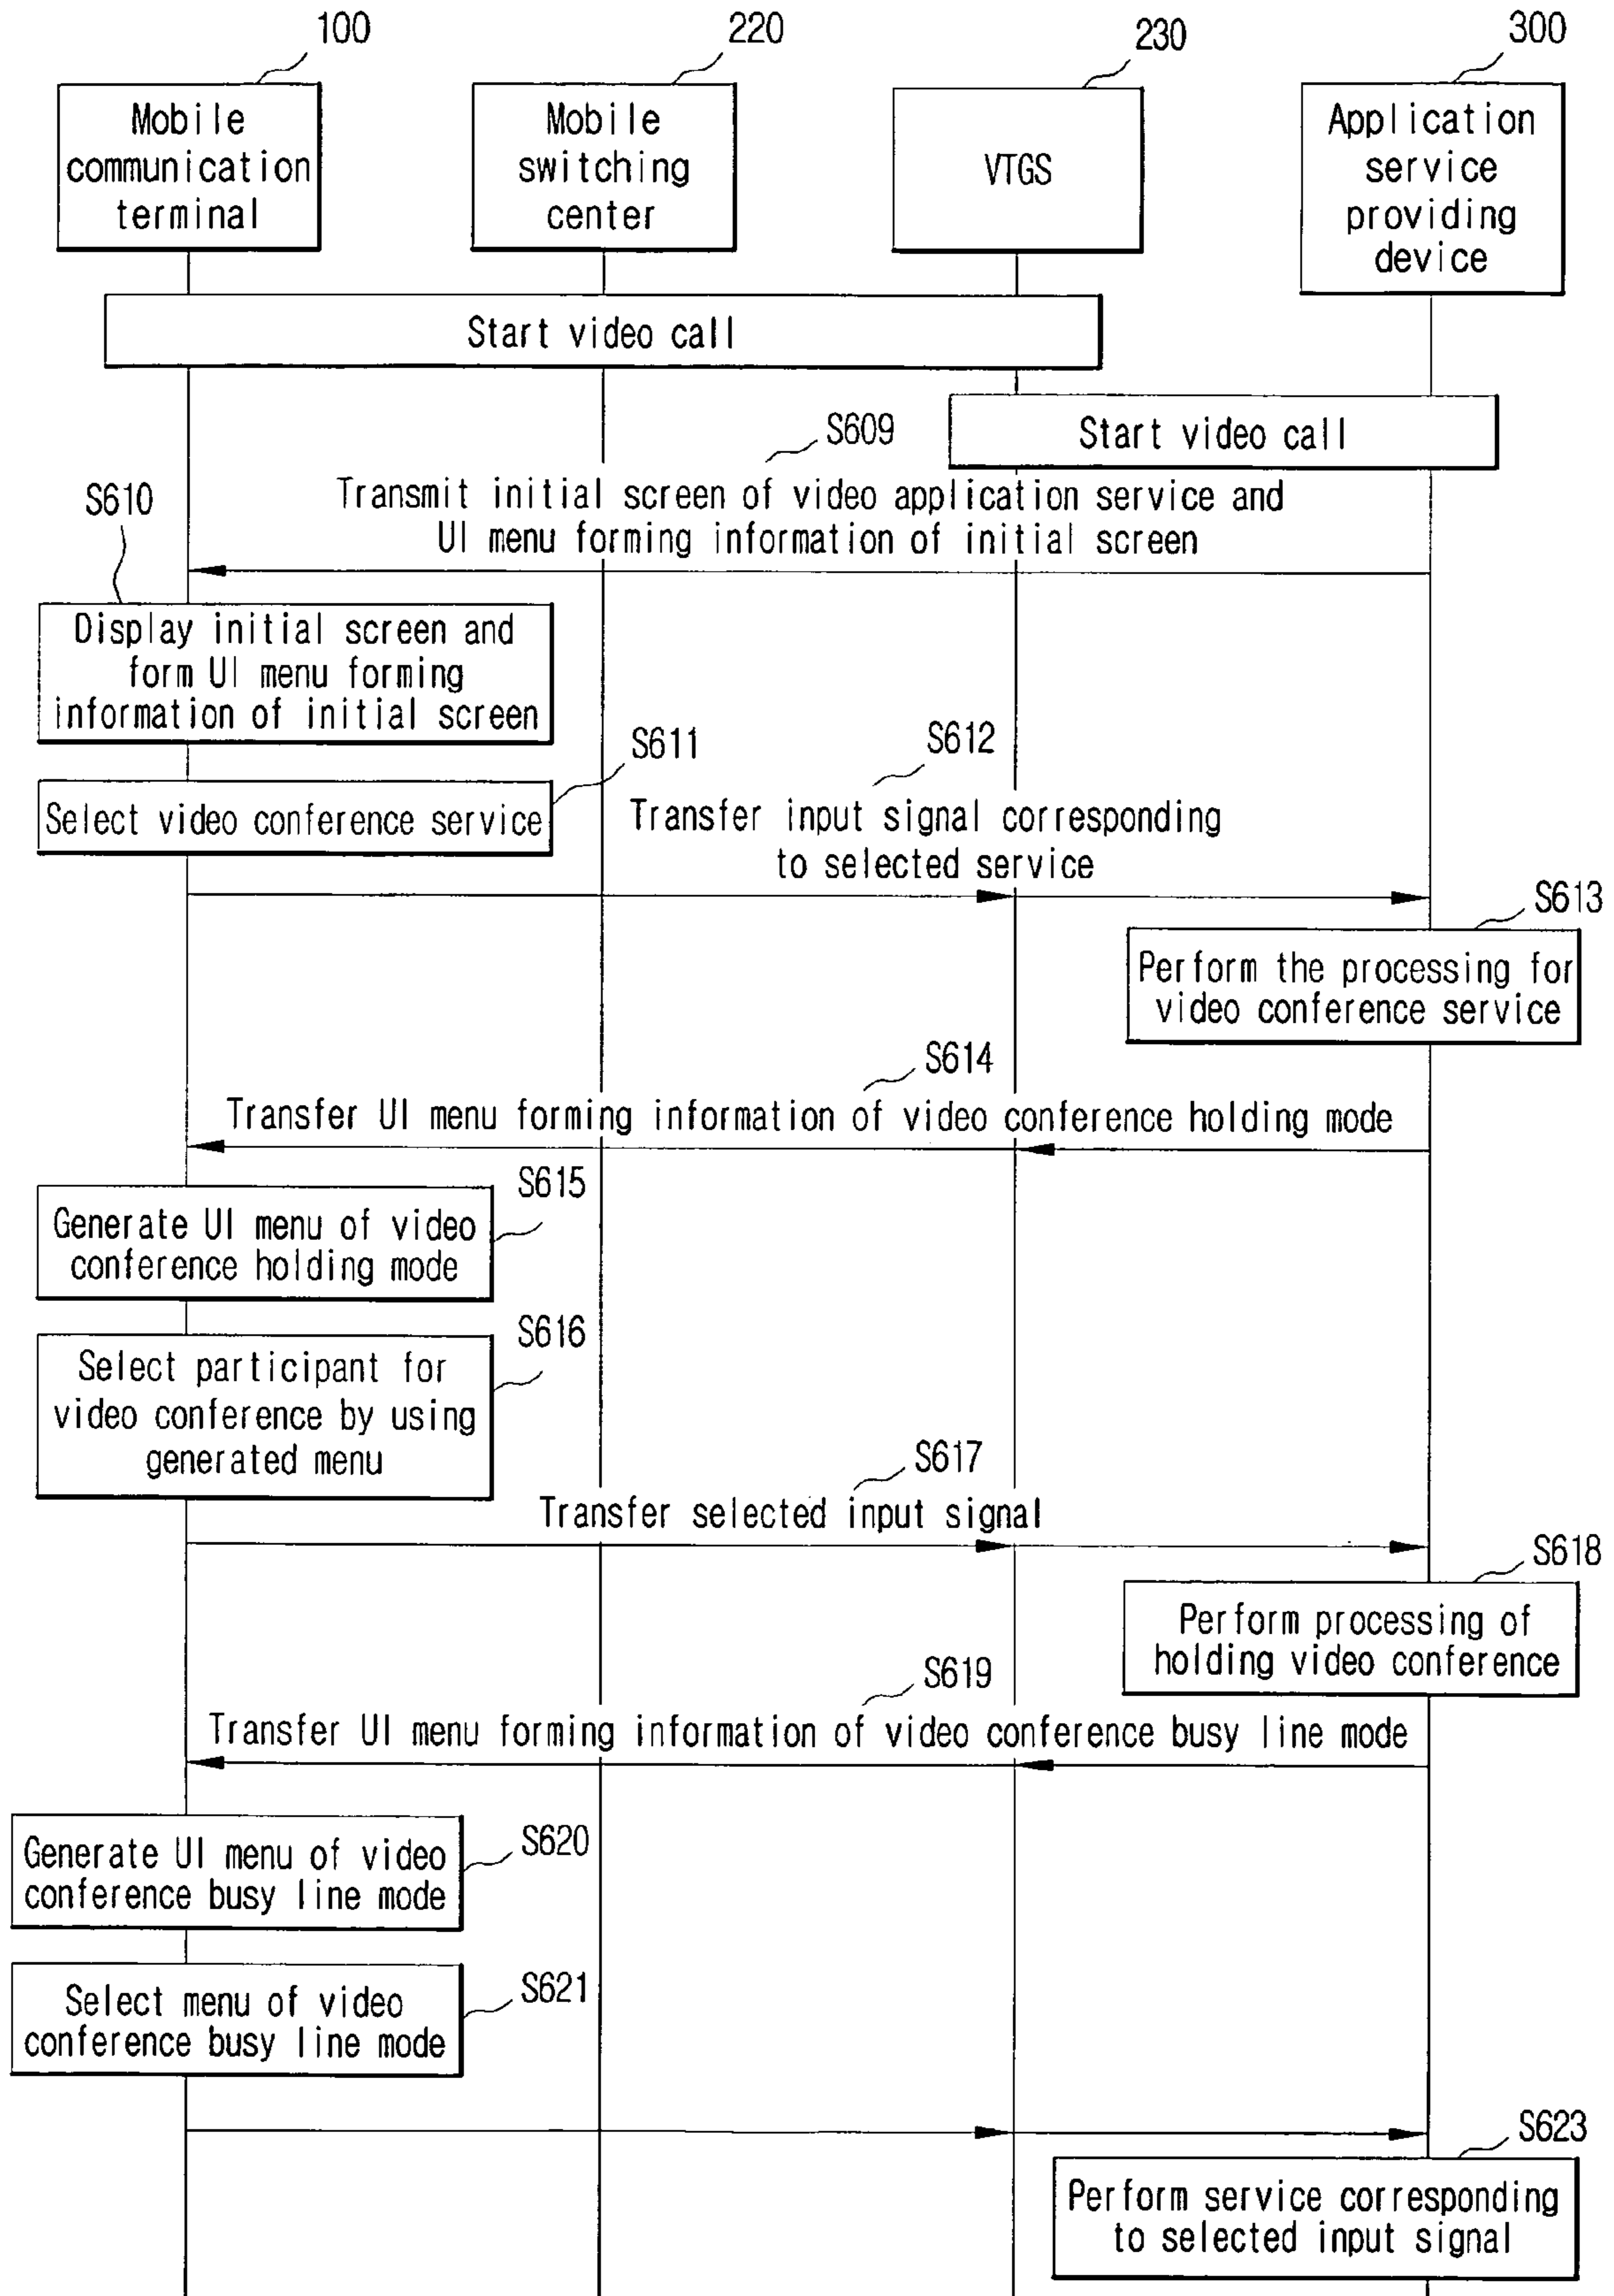 100
220
230
300
Mobile
communication
terminal
Mobile
switching
center
VTGS
Application
service
providing
device
Start video call
Start video call
S609
Transmit initial screen of video application service and
UI menu forming information of initial screen
S610
Display initial screen and
form UI menu forming
information of initial screen
S611
Select video conference service
S612
Transfer input signal corresponding
to selected service
S613
Perform the processing for
video conference service
S614
Transfer UI menu forming information of video conference holding mode
S615
Generate UI menu of video
conference holding mode
S616
Select participant for
video conference by using
generated menu
S617
Transfer selected input signal
S618
Perform processing of
holding video conference
S619
Transfer UI menu forming information of video conference busy line mode
S620
Generate UI menu of video
conference busy line mode
S621
Select menu of video
conference busy line mode
S623
Perform service corresponding
to selected input signal